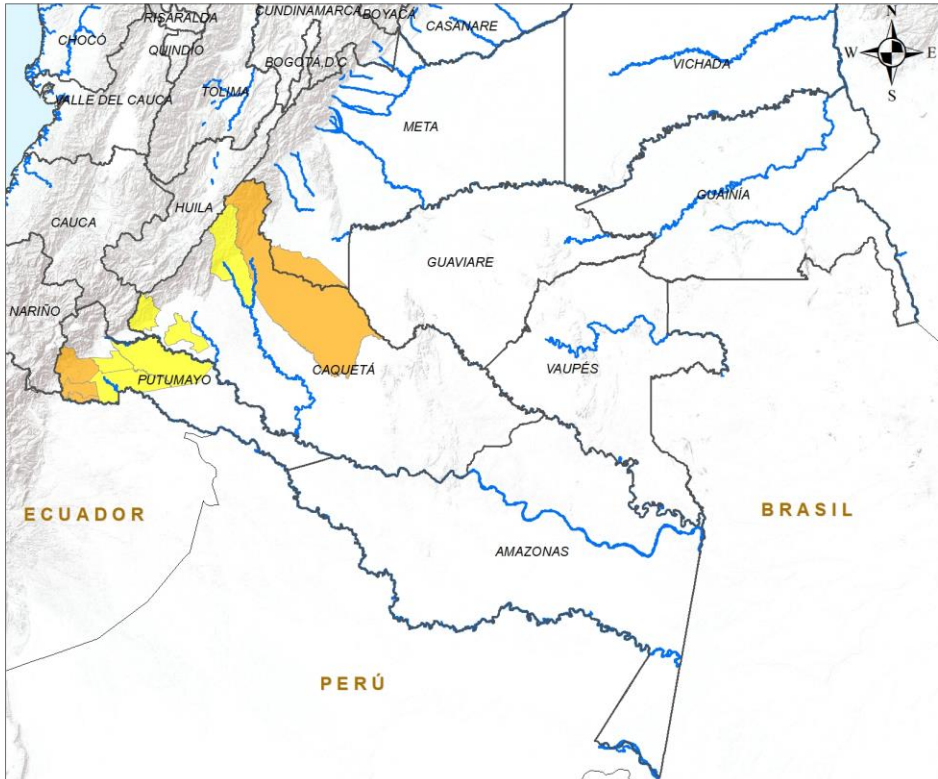 CUNDINAMARCA
BOYACÁ
RISARALDA
CASANARE
N
CHOCÓ
QUINDIO
BOGOTÁ,D.C
VICHADA
W
E
S
VALLE DEL CAUCA
TOLIMA
META
GUAINÍA
HUILA
CAUCA
GUAVIARE
NARIÑO
CAQUETÁ
VAUPÉS
PUTUMAYO
ECUADOR
BRASIL
AMAZONAS
PERÚ